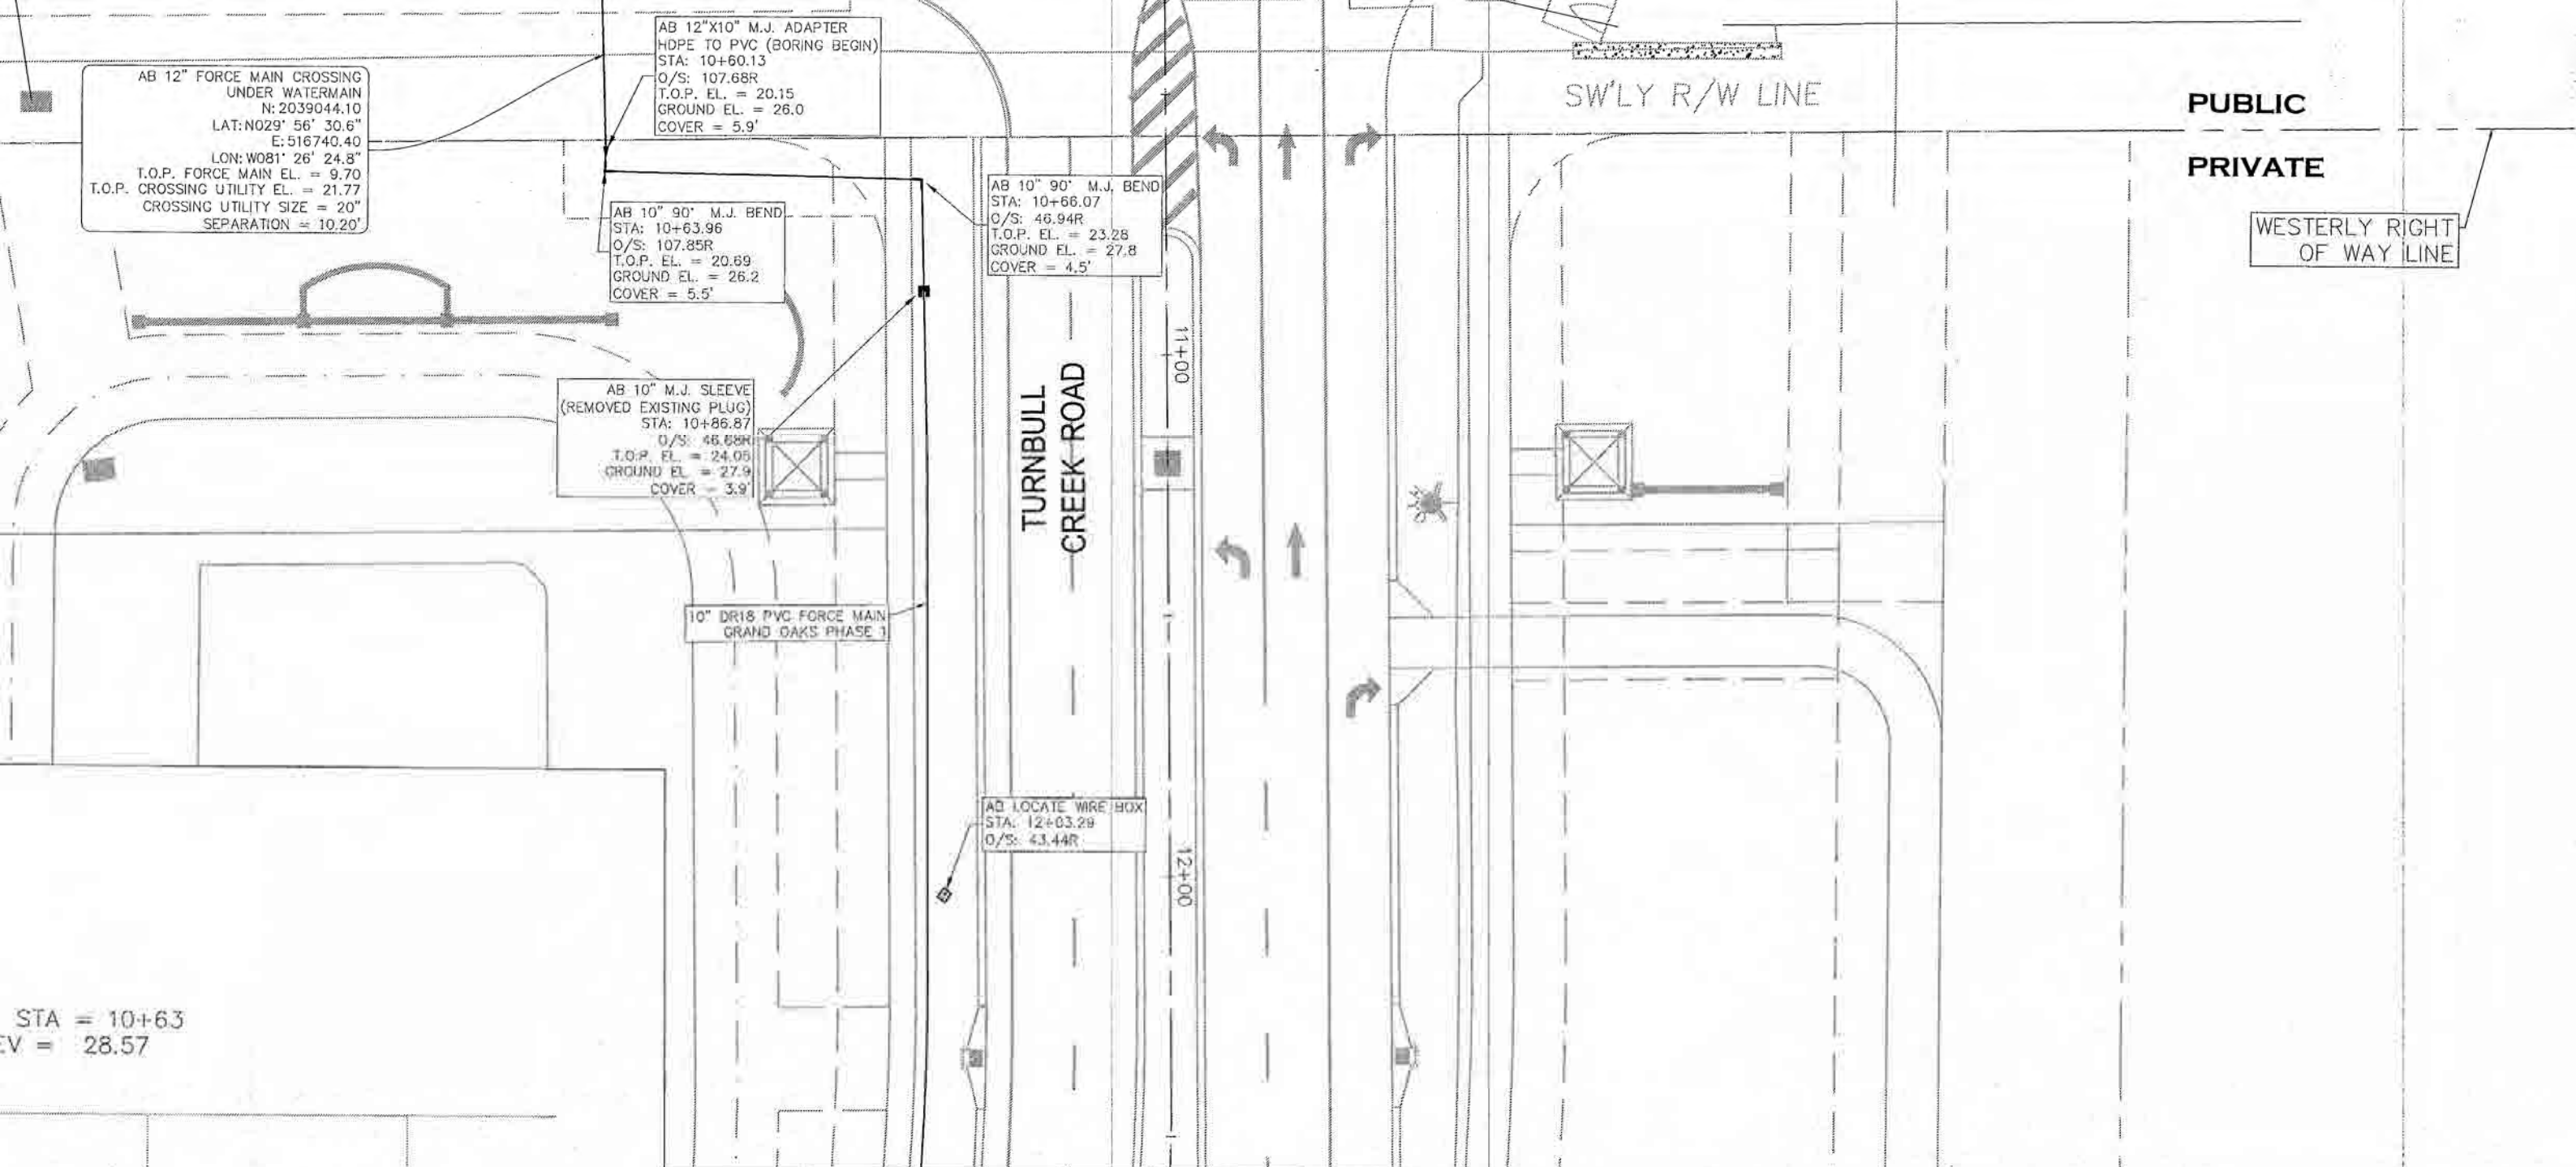 AB 12"X10" M.J. ADAPTER
HDPE TO PVC (BORING BEGIN)
STA: 10+60.13
O/S: 107.68R
T.O.P. EL. = 20.15
GROUND EL. = 26.0
COVER = 5.9'
AB 12" FORCE MAIN CROSSING
UNDER WATERMAIN
N: 2039044.10
LAT: N029° 56' 30.6"
E: 516740.40
LON: W081° 26' 24.8"
T.O.P. FORCE MAIN EL. = 9.70
T.O.P. CROSSING UTILITY EL. = 21.77
CROSSING UTILITY SIZE = 20"
SEPARATION = 10.20'
SW'LY R/W LINE
PUBLIC
PRIVATE
WESTERLY RIGHT
OF WAY LINE
AB 10" 90° M.J. BEND
STA: 10+66.07
O/S: 46.94R
T.O.P. EL. = 23.28
GROUND EL. = 27.8
COVER = 4.5'
AB 10" 90° M.J. BEND
STA: 10+63.96
O/S: 107.85R
T.O.P. EL. = 20.69
GROUND EL. = 26.2
COVER = 5.5'
AB 10" M.J. SLEEVE
(REMOVED EXISTING PLUG)
STA: 10+86.87
O/S: 46.68R
T.O.P. EL. = 24.05
GROUND EL = 27.9
COVER = 3.9'
TURNBULL
CREEK ROAD
11+00
10" DR18 PVC FORCE MAIN
GRAND OAKS PHASE 1
AB LOCATE WIRE BOX
STA: 12+03.29
O/S: 43.44R
12+00
STA = 10+63
EV = 28.57